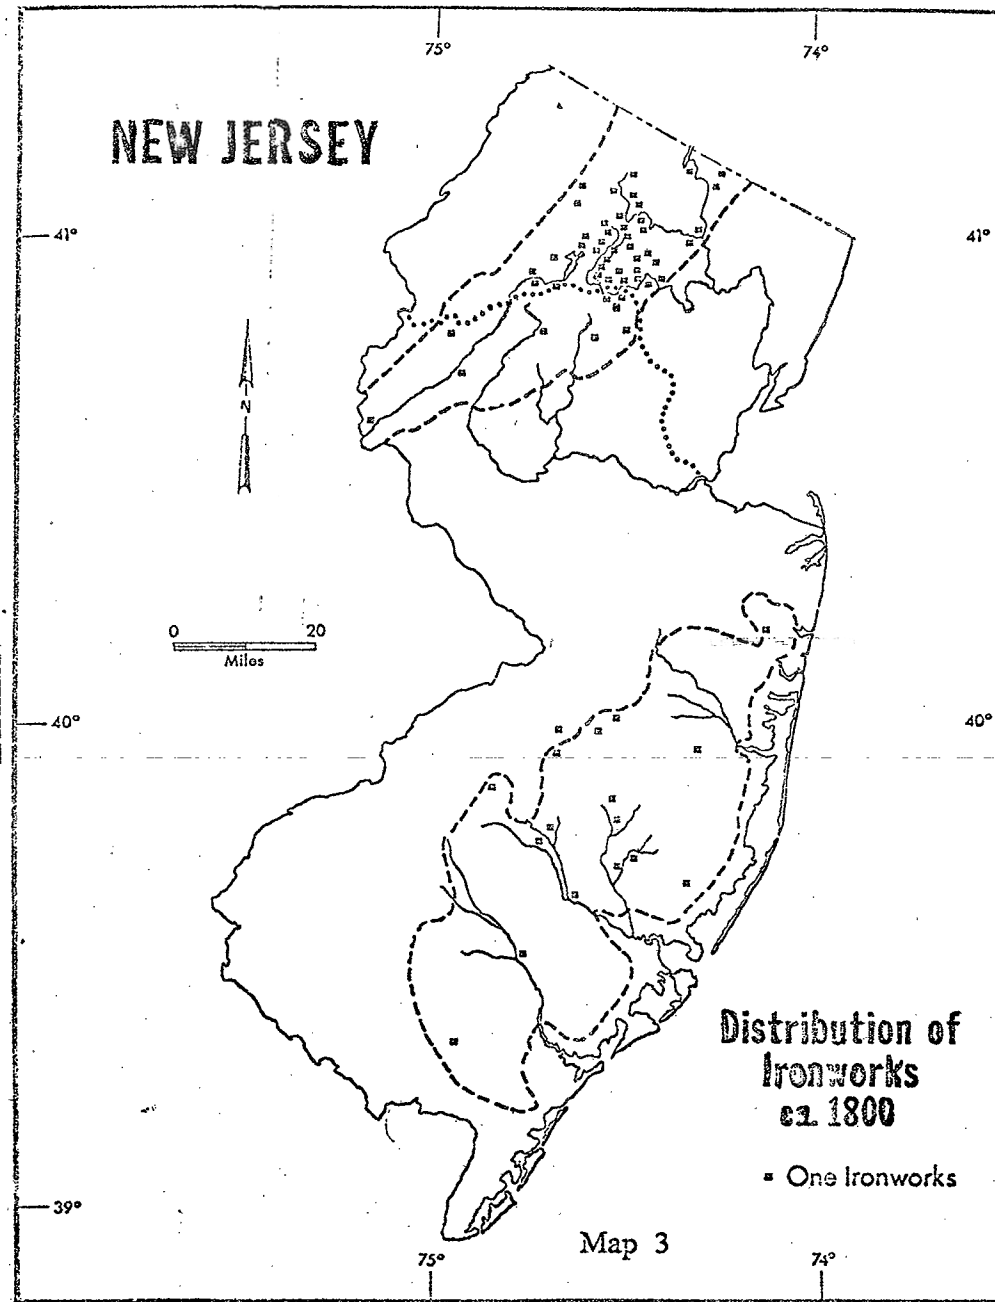 75°
74°
NEW JERSEY
41°
41°
N
0 20
Miles
40°
40°
Distribution of
Ironworks
ca. 1800
One Ironworks
39°
Map 3
75°
74°